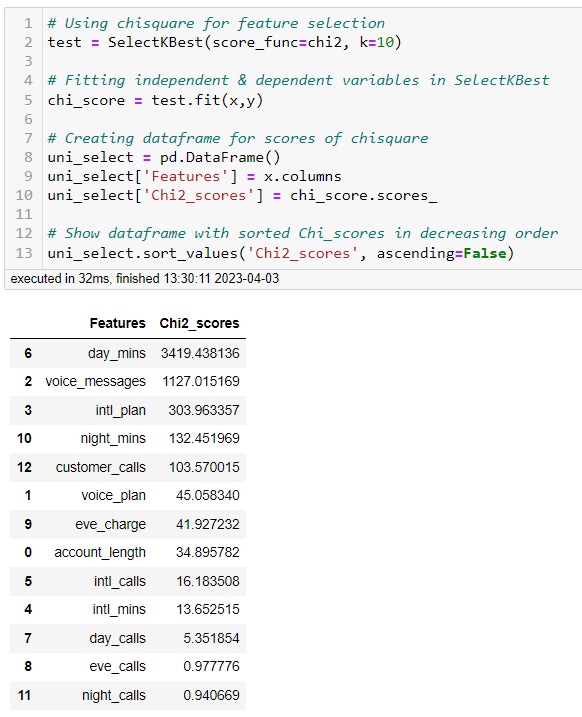 1 # Using chisquare for feature selection
2 test = SelectKBest(score_func=chi2, k=10)
3
4 # Fitting independent & dependent variables in SelectKBest
5 chi_score = test.fit(x,y)
6
7 # Creating dataframe for scores of chisquare
8 uni_select = pd.DataFrame()
9 uni_select['Features'] = x.columns
10 uni_select['Chi2_scores'] = chi_score.scores_
11
12 # Show dataframe with sorted Chi_scores in decreasing order
13 uni_select.sort_values('Chi2_scores', ascending=False)
executed in 32ms, finished 13:30:11 2023-04-03
Features Chi2_scores
6 day_mins 3419.438136
2 voice_messages 1127.015169
3 intl_plan 303.963357
10 night_mins 132.451969
12 customer_calls 103.570015
1 voice_plan 45.058340
9 eve_charge 41.927232
0 account_length 34.895782
5 intl_calls 16.183508
4 intl_mins 13.652515
7 day_calls 5.351854
8 eve_calls 0.977776
11 night_calls 0.940669